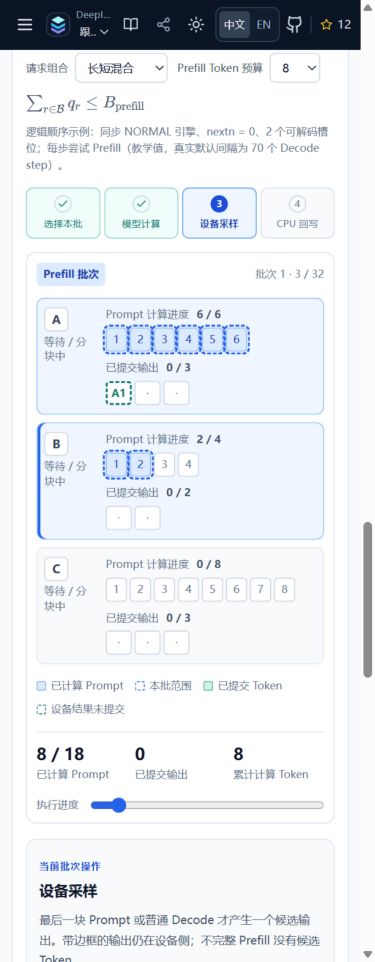 Deepl...
跟..
中文
EN
12
请求组合
长短混合
Prefill Token 预算
8
∑_{r∈𝓑} q_r ≤ B_prefill
逻辑顺序示例：同步 NORMAL 引擎、nextn = 0、2 个可解码槽
位；每步尝试 Prefill（教学值，真实默认间隔为 70 个 Decode
step）。
选择本批
模型计算
3
设备采样
4
CPU 回写
Prefill 批次
批次 1 · 3 / 32
A
等待 / 分
块中
Prompt 计算进度 6 / 6
1 2 3 4 5 6
已提交输出 0 / 3
A1 · ·
B
等待 / 分
块中
Prompt 计算进度 2 / 4
1 2 3 4
已提交输出 0 / 2
· ·
C
等待 / 分
块中
Prompt 计算进度 0 / 8
1 2 3 4 5 6 7 8
已提交输出 0 / 3
· · ·
已计算 Prompt
本批范围
已提交 Token
设备结果未提交
8 / 18
已计算 Prompt
0
已提交输出
8
累计计算 Token
执行进度
当前批次操作
设备采样
最后一块 Prompt 或普通 Decode 才产生一个候选输
出。带边框的输出仍在设备侧；不完整 Prefill 没有候选
Token